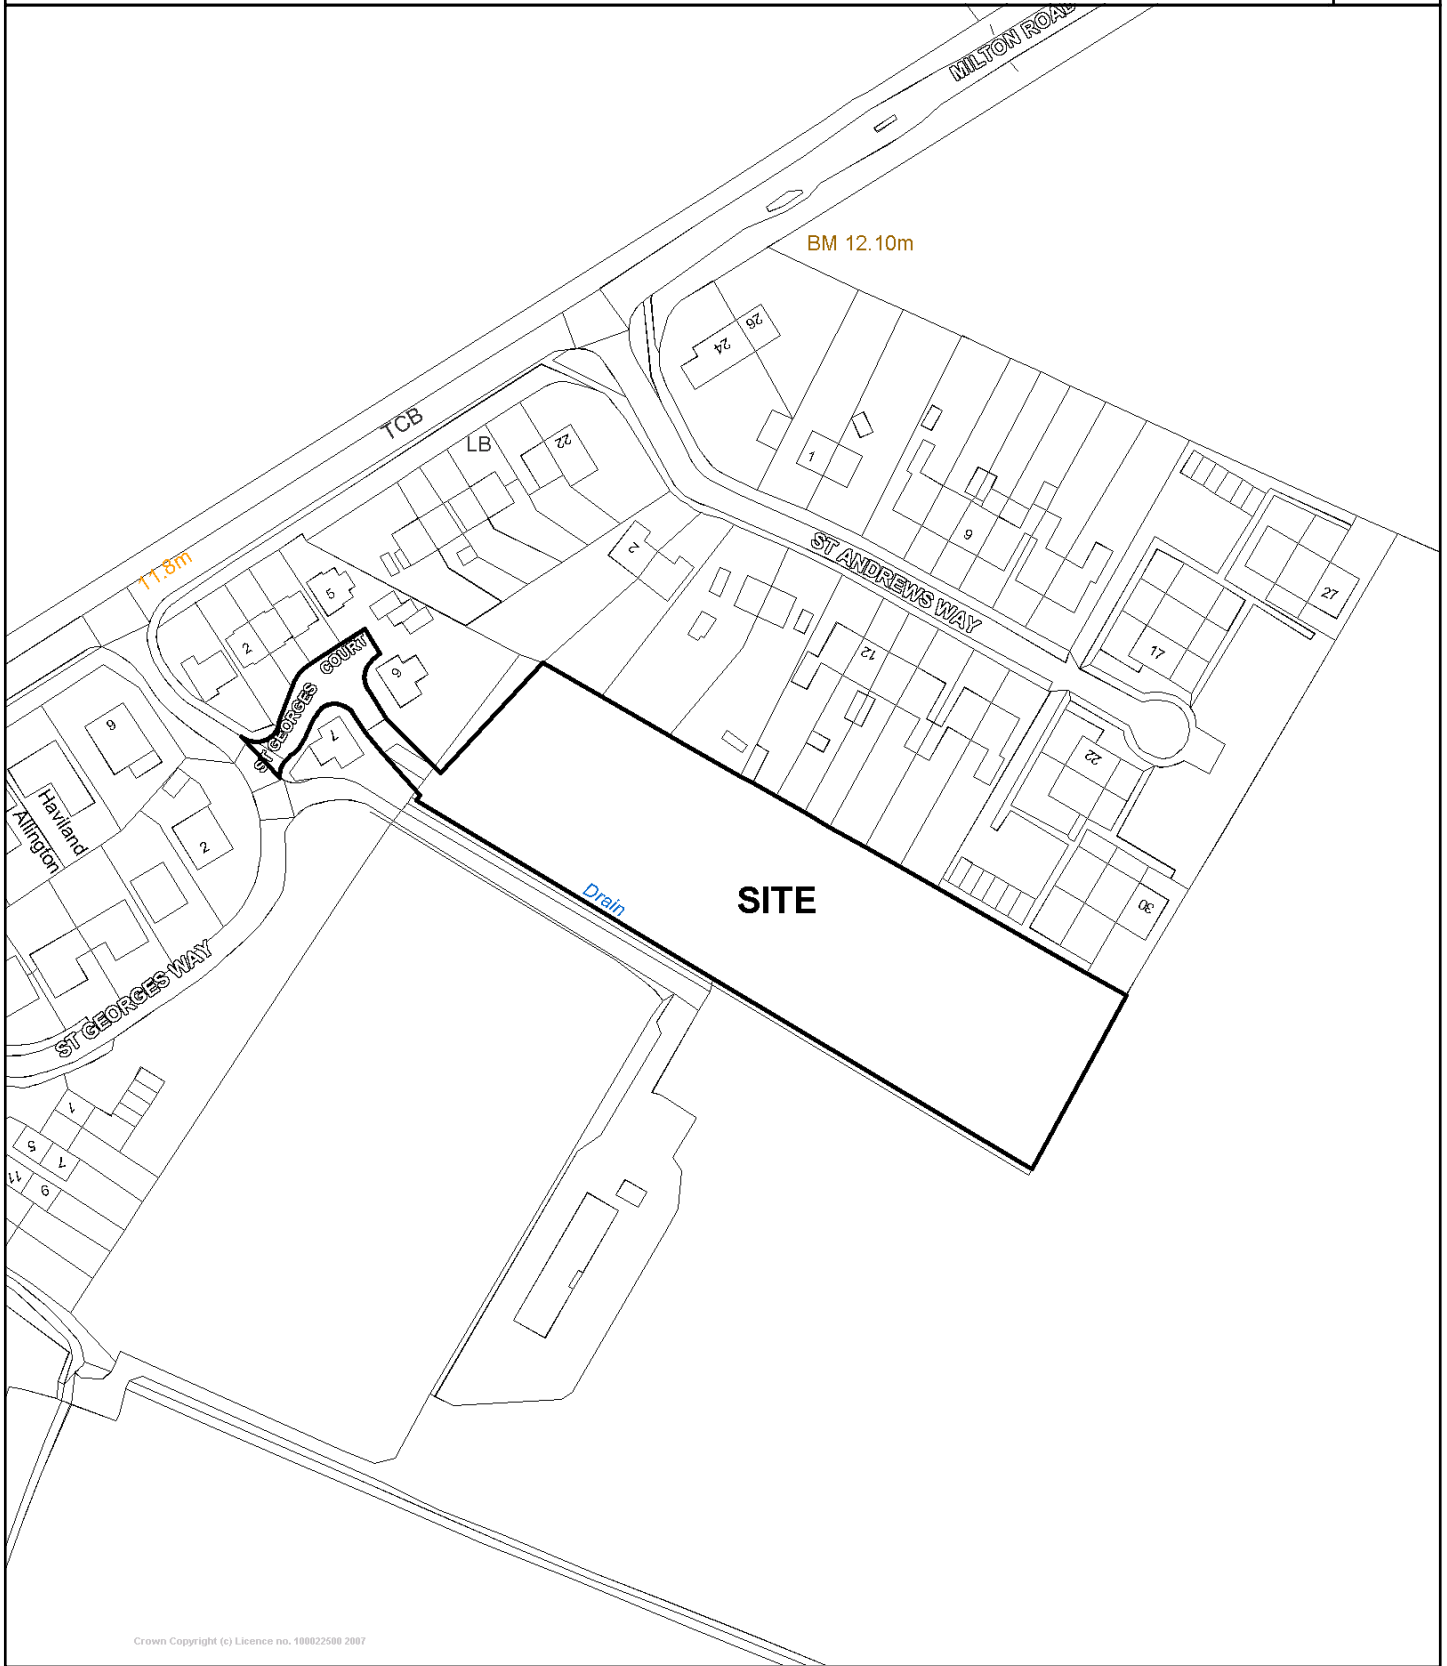 MILTON ROAD
BM 12.10m
26
24
TCB
LB
22
1
9
2
ST ANDREWS WAY
27
17
11.8m
5
2
ST GEORGES COURT
6
12
7
9
22
Haviland
Allington
2
Drain
SITE
30
ST GEORGES WAY
1
5
7
11
9
Crown Copyright (c) Licence no. 100022500 2007